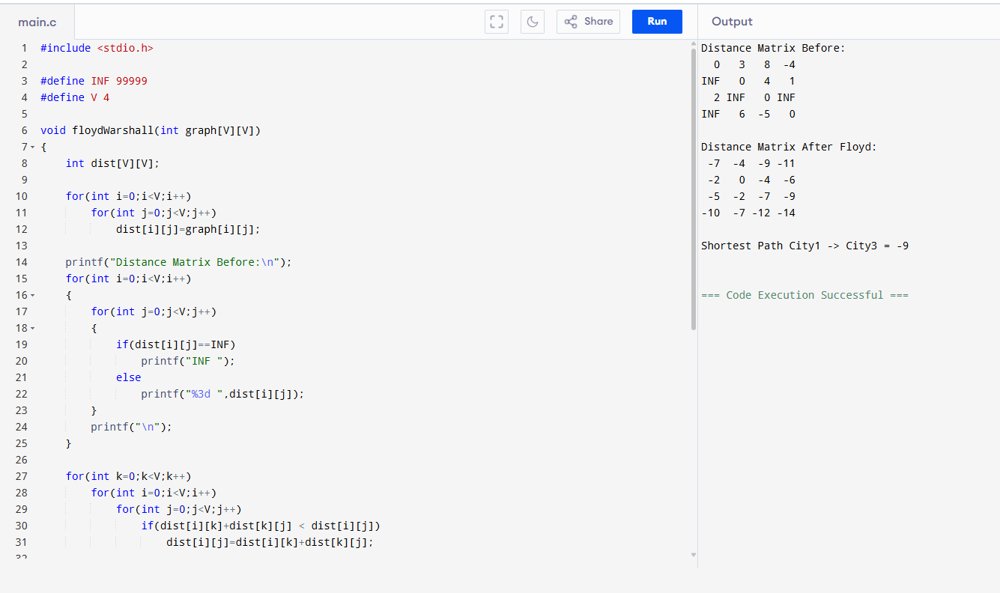 main.c
Share
Run
Output
1 #include <stdio.h>
2
3 #define INF 99999
4 #define V 4
5
6 void floydWarshall(int graph[V][V])
7 {
8     int dist[V][V];
9
10     for(int i=0;i<V;i++)
11         for(int j=0;j<V;j++)
12             dist[i][j]=graph[i][j];
13
14     printf("Distance Matrix Before:\n");
15     for(int i=0;i<V;i++)
16     {
17         for(int j=0;j<V;j++)
18         {
19             if(dist[i][j]==INF)
20                 printf("INF ");
21             else
22                 printf("%3d ",dist[i][j]);
23         }
24         printf("\n");
25     }
26
27     for(int k=0;k<V;k++)
28         for(int i=0;i<V;i++)
29             for(int j=0;j<V;j++)
30                 if(dist[i][k]+dist[k][j] < dist[i][j])
31                     dist[i][j]=dist[i][k]+dist[k][j];
32
Distance Matrix Before:
  0   3   8  -4
INF   0   4   1
  2 INF   0 INF
INF   6  -5   0
Distance Matrix After Floyd:
 -7  -4  -9 -11
 -2   0  -4  -6
 -5  -2  -7  -9
-10  -7 -12 -14
Shortest Path City1 -> City3 = -9
=== Code Execution Successful ===